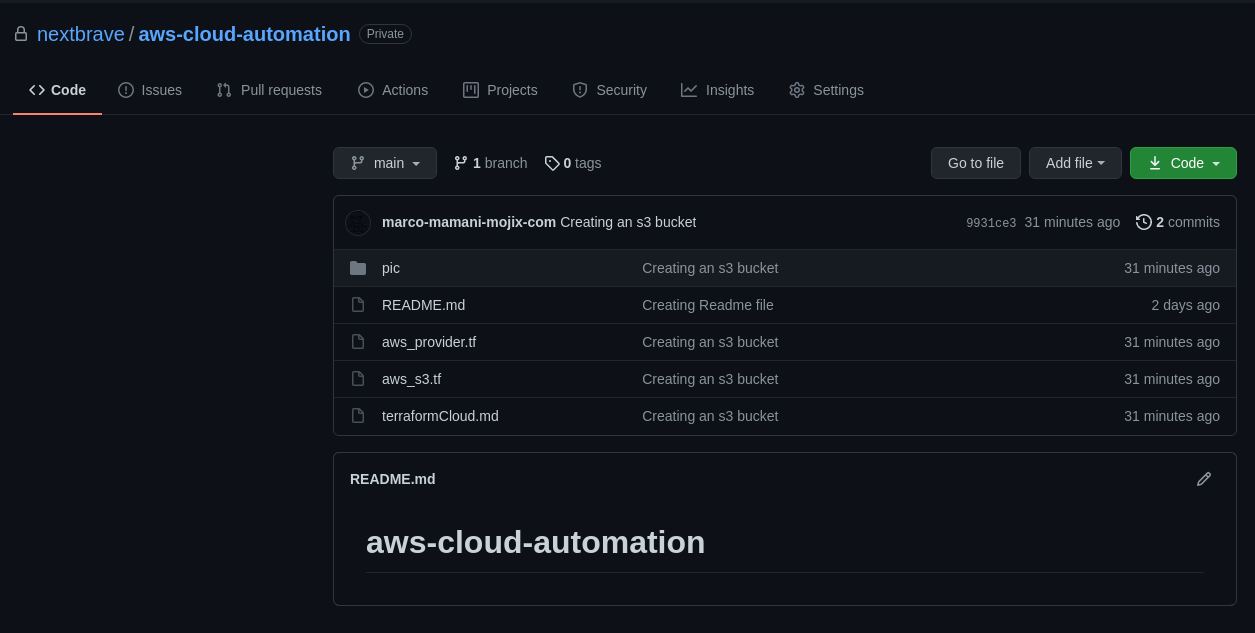 nextbrave / aws-cloud-automation Private
Code Issues Pull requests Actions Projects Security Insights Settings
main 1 branch 0 tags Go to file Add file Code
marco-mamani-mojix-com Creating an s3 bucket 9931ce3 31 minutes ago 2 commits
pic Creating an s3 bucket 31 minutes ago
README.md Creating Readme file 2 days ago
aws_provider.tf Creating an s3 bucket 31 minutes ago
aws_s3.tf Creating an s3 bucket 31 minutes ago
terraformCloud.md Creating an s3 bucket 31 minutes ago
README.md
aws-cloud-automation